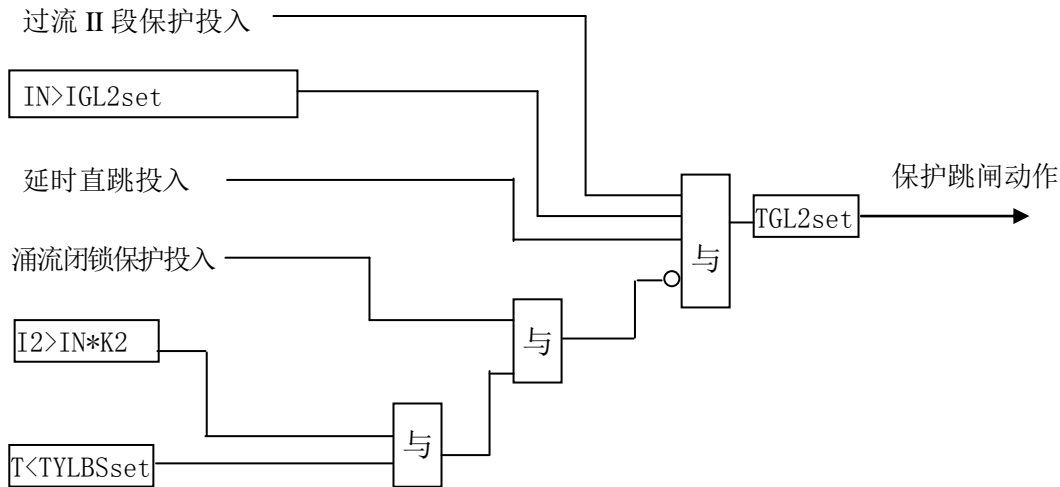 过流 II 段保护投入
IN>IGL2set
延时直跳投入
保护跳闸动作
TGL2set
与
涌流闭锁保护投入
与
I2>IN*K2
与
T<TYLBSset